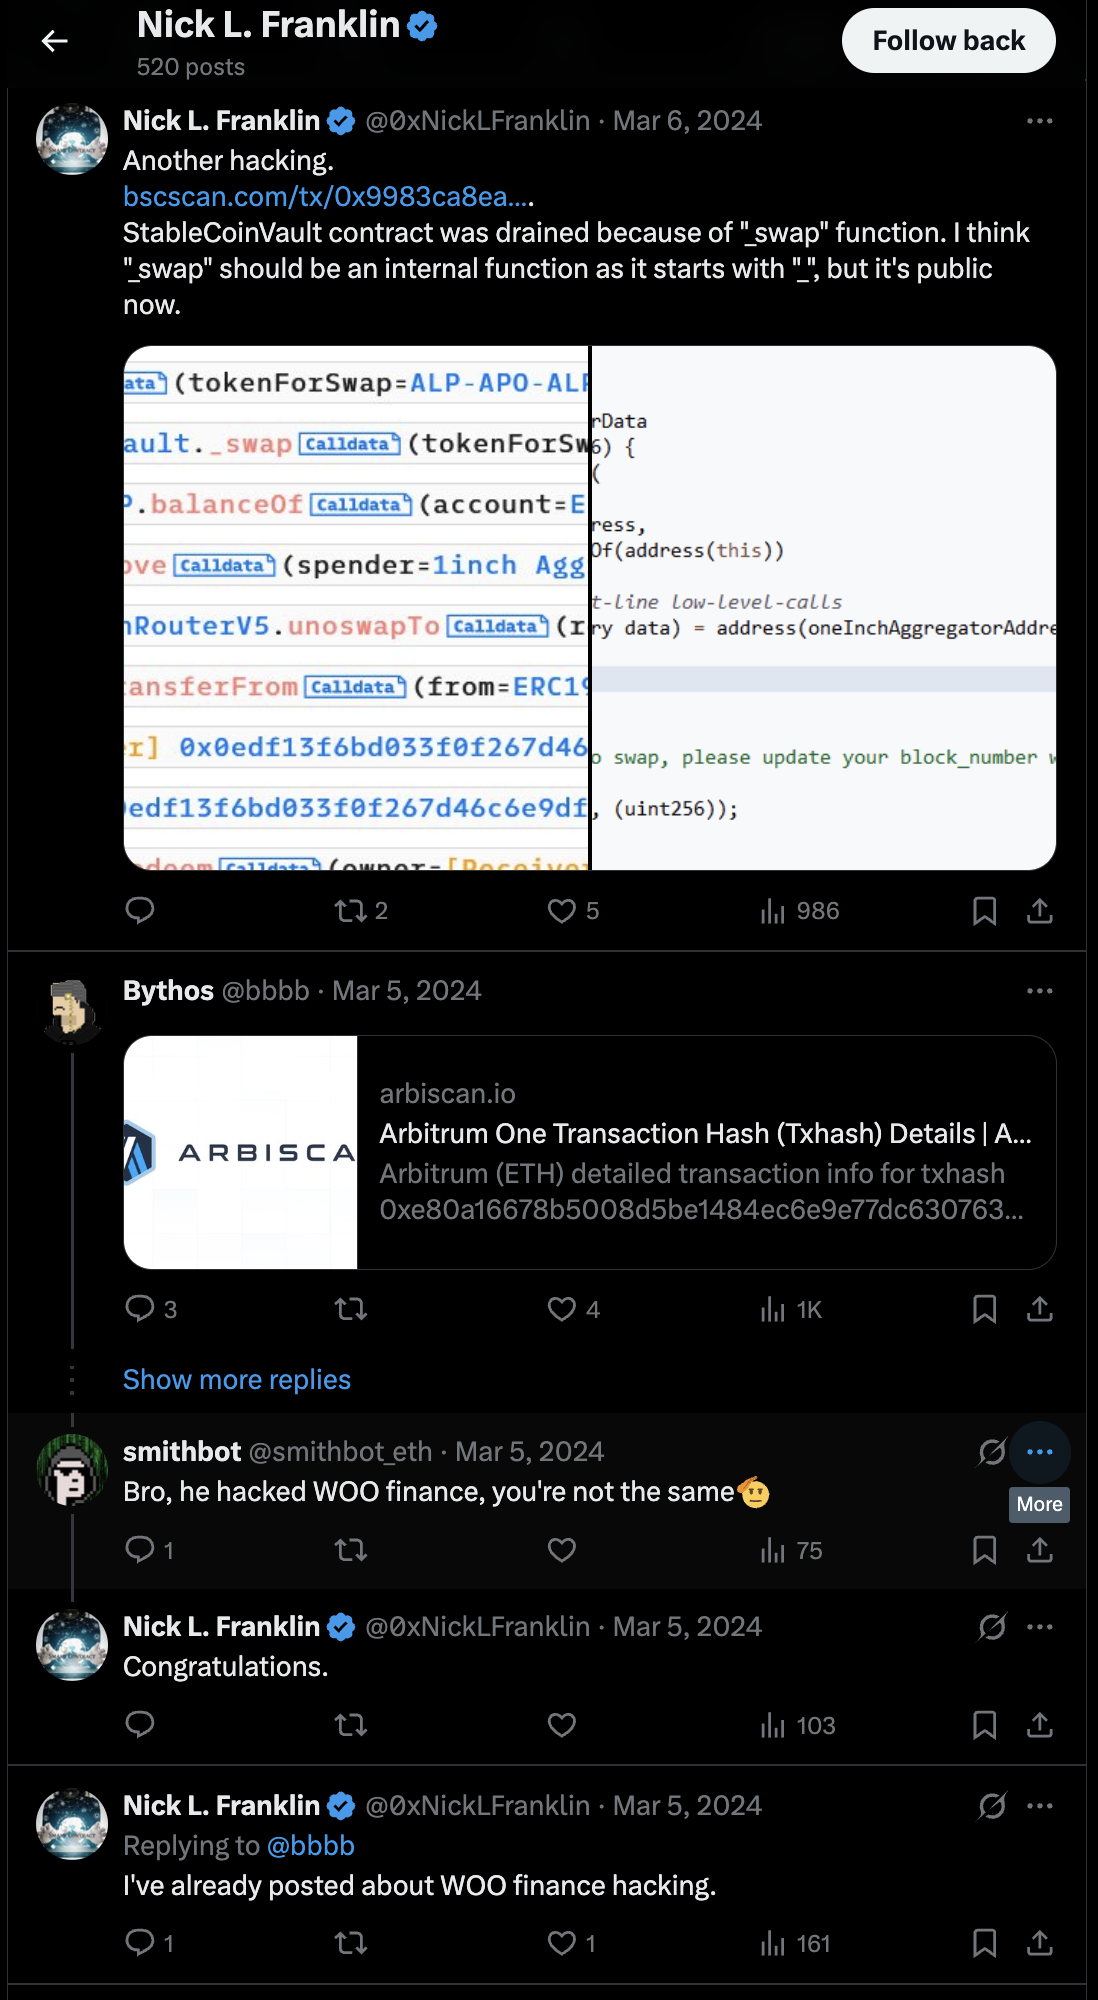 Nick L. Franklin
520 posts
Follow back
Nick L. Franklin @0xNickLFranklin · Mar 6, 2024
Another hacking.
bscscan.com/tx/0x9983ca8ea….
StableCoinVault contract was drained because of "_swap" function. I think
"_swap" should be an internal function as it starts with "_", but it's public
now.
ata (tokenForSwap=ALP-APO-ALP
ault._swap Calldata (tokenForSw
P.balanceOf Calldata (account=E
ove Calldata (spender=1inch Agg
nRouterV5.unoswapTo Calldata (r
ansferFrom Calldata (from=ERC19
er] 0x0edf13f6bd033f0f267d46
edf13f6bd033f0f267d46c6e9df
edeem Calldata (owner=[Receiver
rData
6) {
(
ress,
Of(address(this))
t-line low-level-calls
ry data) = address(oneInchAggregatorAddre
o swap, please update your block_number w
, (uint256));
2 5 986
Bythos @bbbb · Mar 5, 2024
ARBISCA
arbiscan.io
Arbitrum One Transaction Hash (Txhash) Details | A...
Arbitrum (ETH) detailed transaction info for txhash
0xe80a16678b5008d5be1484ec6e9e77dc630763...
3 4 1K
Show more replies
smithbot @smithbot_eth · Mar 5, 2024
Bro, he hacked WOO finance, you're not the same🫡
More
1 75
Nick L. Franklin @0xNickLFranklin · Mar 5, 2024
Congratulations.
103
Nick L. Franklin @0xNickLFranklin · Mar 5, 2024
Replying to @bbbb
I've already posted about WOO finance hacking.
1 1 161